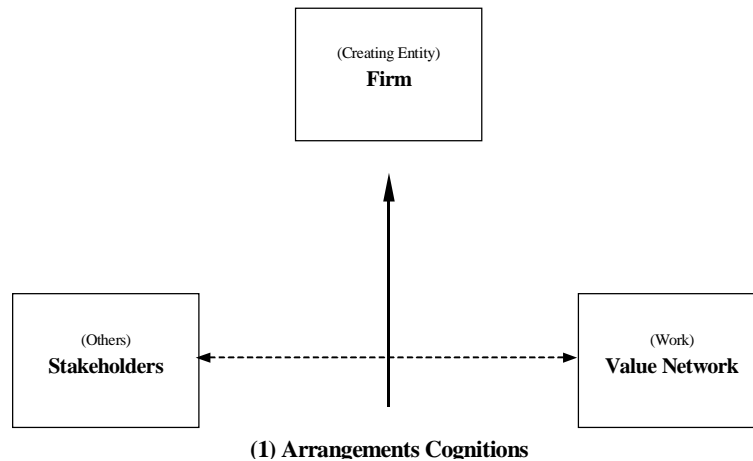 (Creating Entity)
Firm
(Others)
Stakeholders
(Work)
Value Network
(1) Arrangements Cognitions